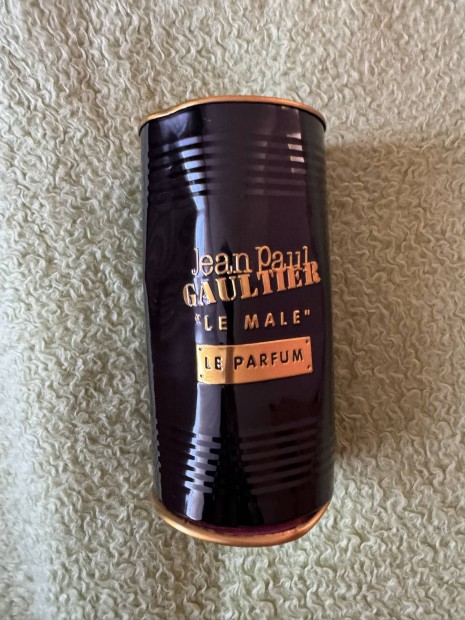 Jean Paul
GAULTIER
"LE MALE"
LE PARFUM